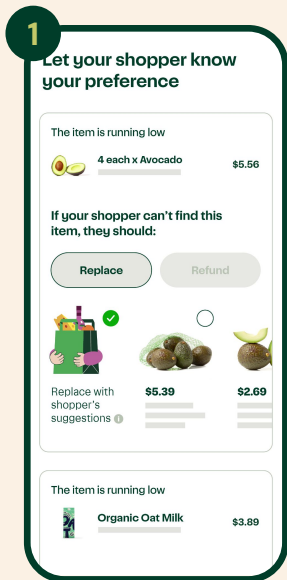 1
Let your shopper know
your preference
The item is running low
4 each x Avocado
$5.56
If your shopper can't find this
item, they should:
Replace
Refund
Replace with
shopper's
suggestions
$5.39
$2.69
The item is running low
Organic Oat Milk
$3.89